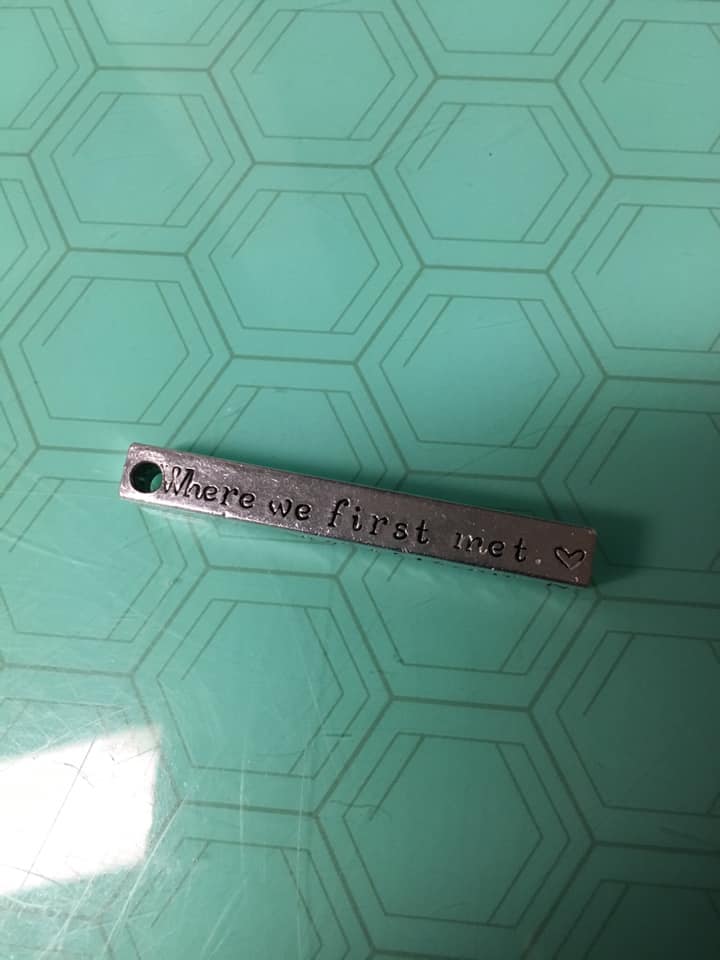 Where we first met ♡